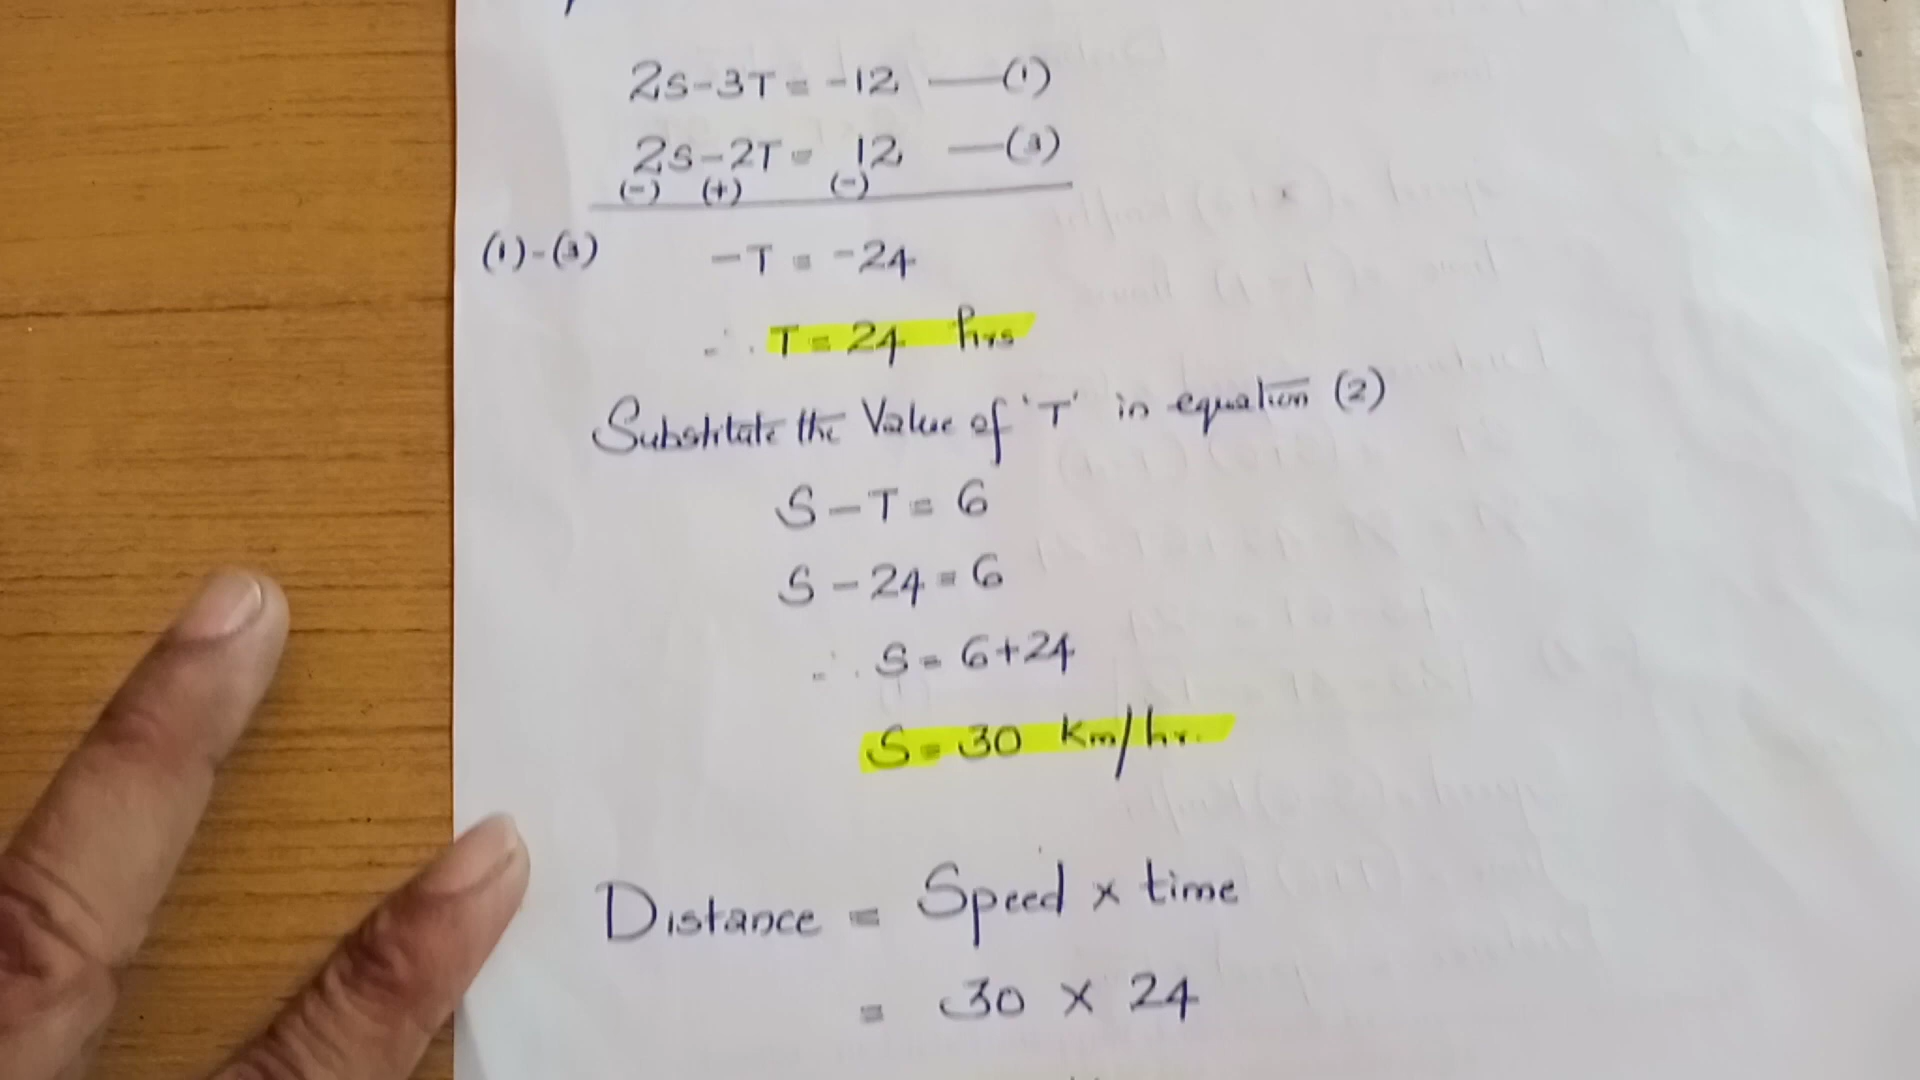 2S-3T = -12 —(1)
2S-2T = 12 —(3)
(-) (+) (-)
(1)-(3) -T = -24
∴ T = 24 hrs
Substitute the Value of 'T' in equation (2)
S-T = 6
S-24 = 6
∴ S = 6+24
S = 30 Km/hr.
Distance = Speed × time
= 30 × 24